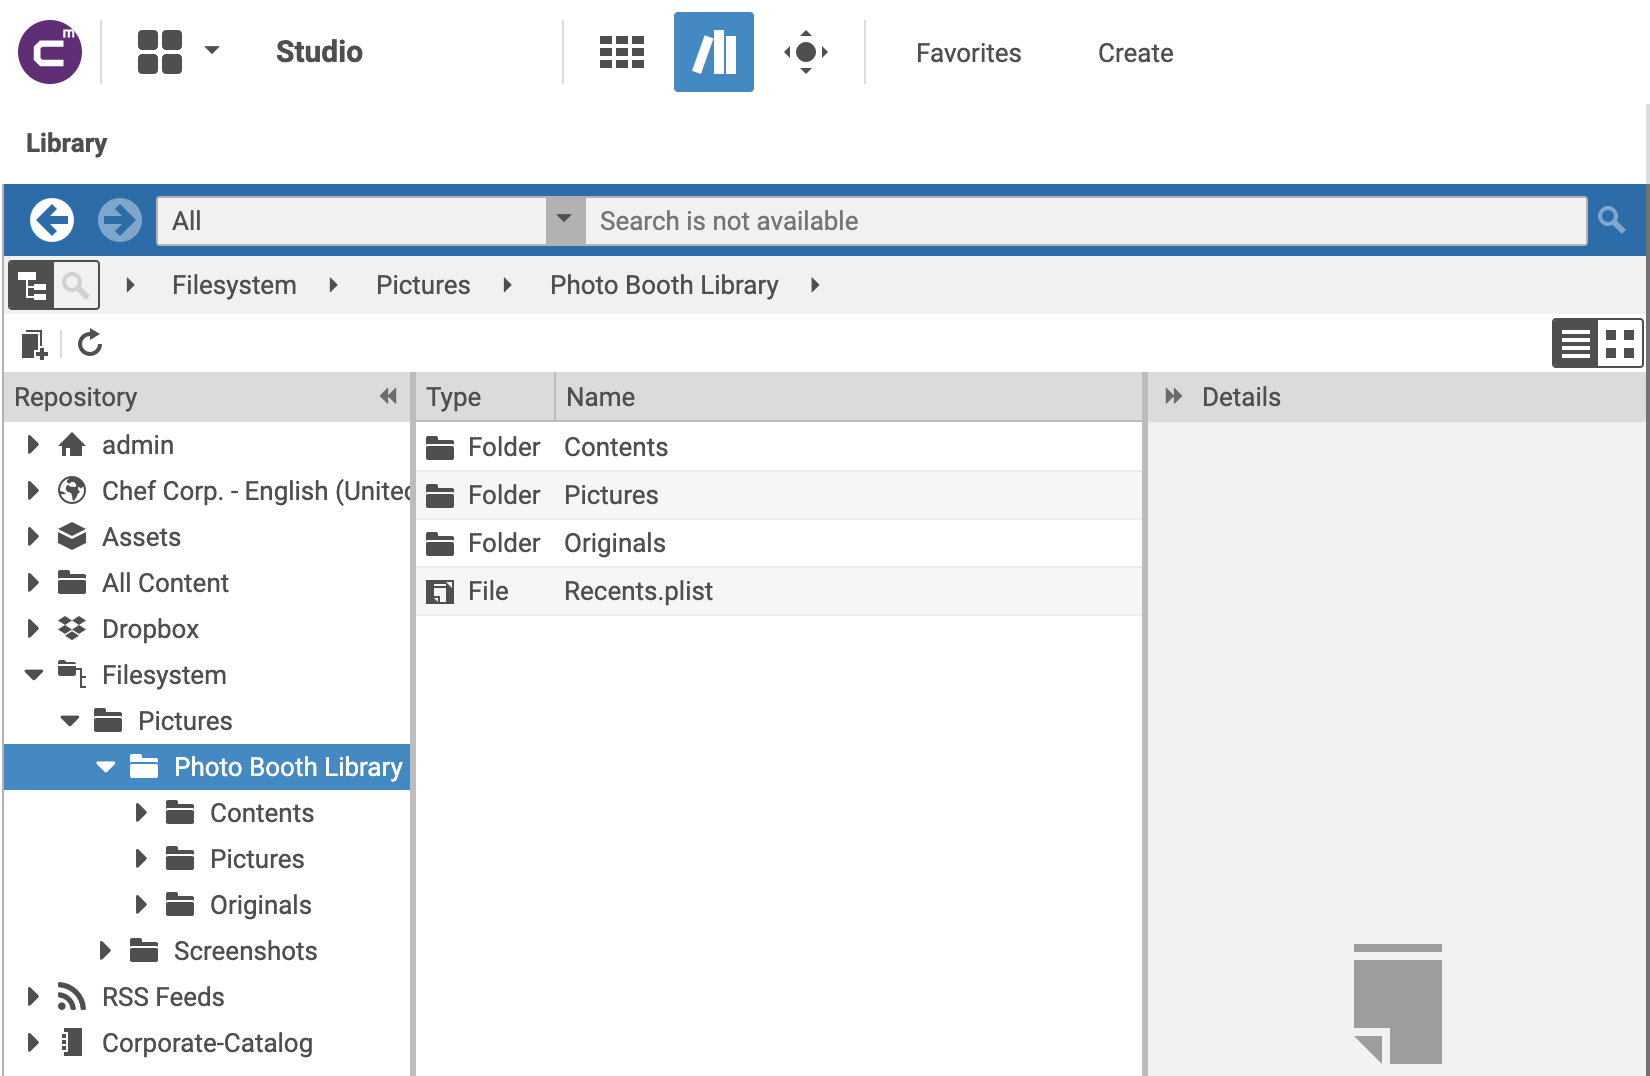 Studio Favorites Create
Library
All Search is not available
Filesystem Pictures Photo Booth Library
Repository
admin
Chef Corp. - English (United
Assets
All Content
Dropbox
Filesystem
Pictures
Photo Booth Library
Contents
Pictures
Originals
Screenshots
RSS Feeds
Corporate-Catalog
Type Name
Folder Contents
Folder Pictures
Folder Originals
File Recents.plist
Details